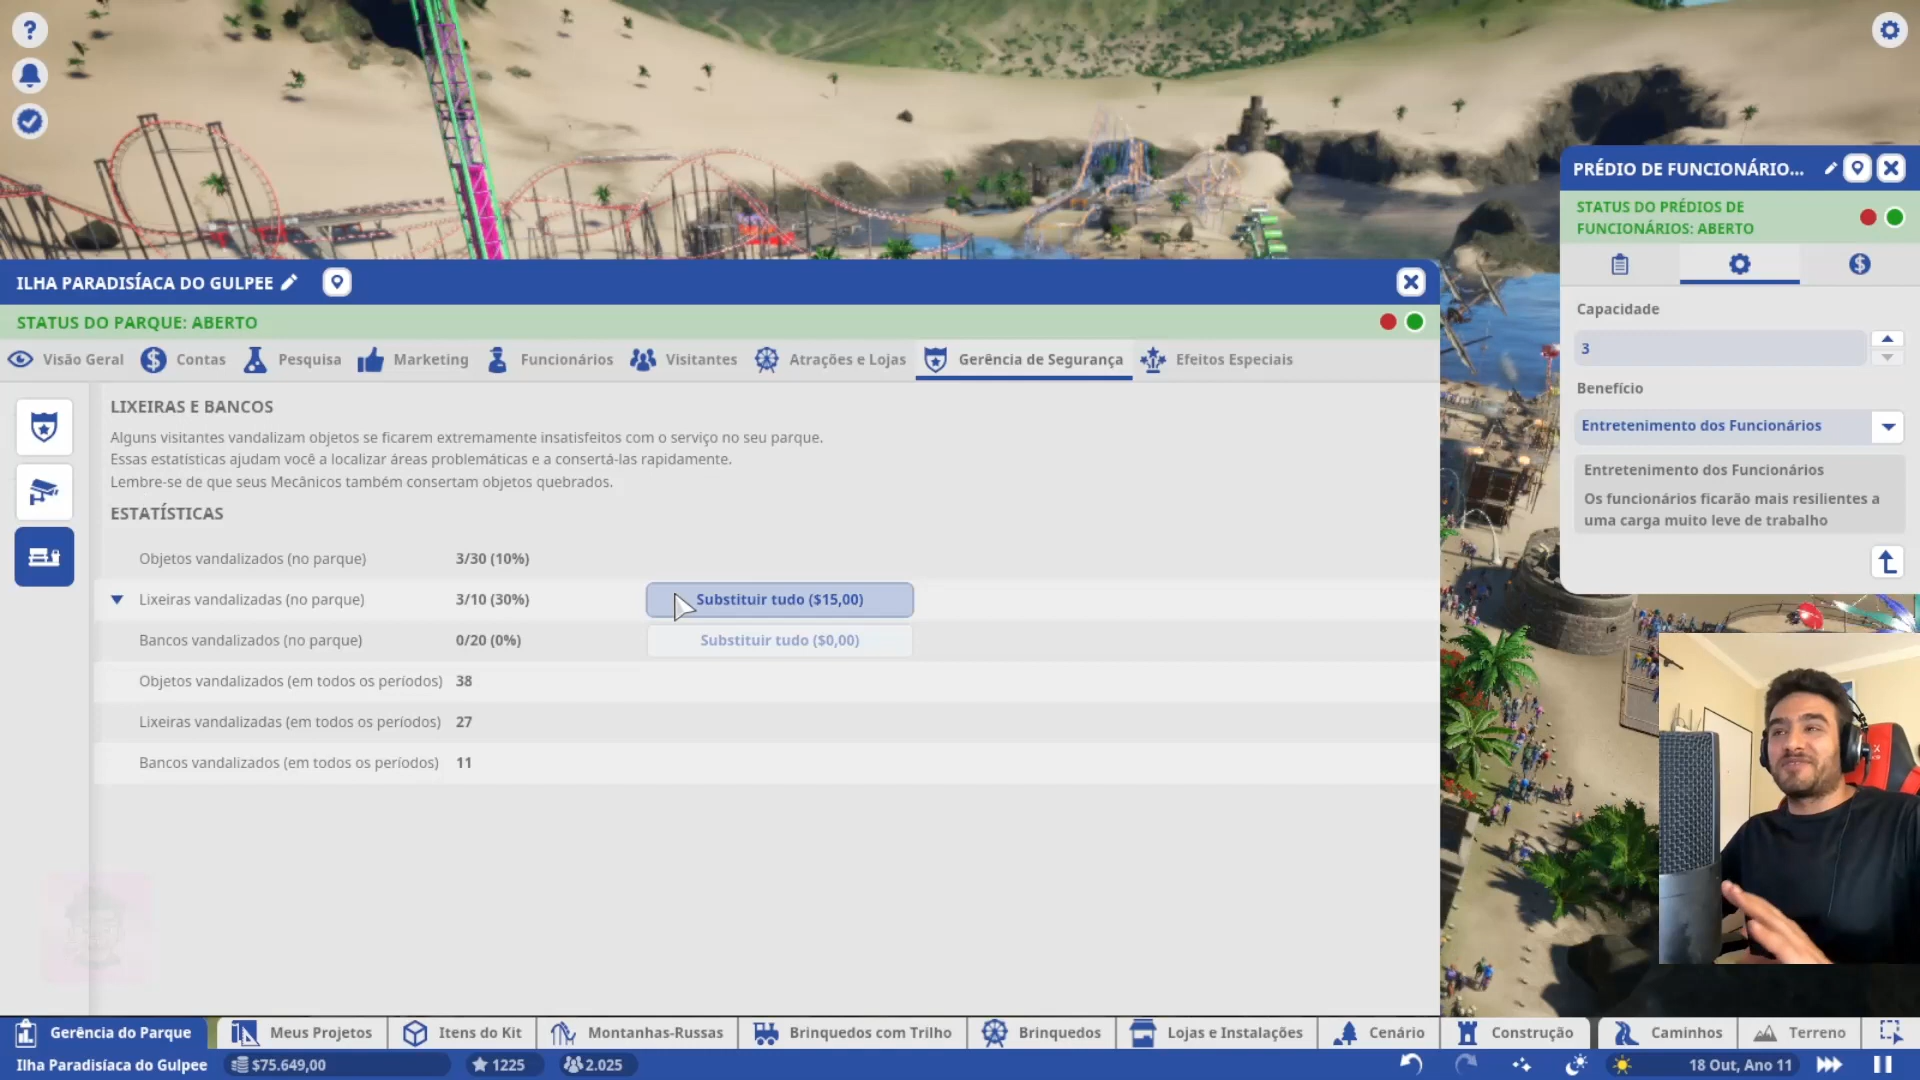 PRÉDIO DE FUNCIONÁRIO...
STATUS DO PRÉDIOS DE
FUNCIONÁRIOS: ABERTO
Capacidade
3
Benefício
Entretenimento dos Funcionários
Entretenimento dos Funcionários
Os funcionários ficarão mais resilientes a
uma carga muito leve de trabalho
ILHA PARADISÍACA DO GULPEE
STATUS DO PARQUE: ABERTO
Visão Geral Contas Pesquisa Marketing Funcionários Visitantes Atrações e Lojas Gerência de Segurança Efeitos Especiais
LIXEIRAS E BANCOS
Alguns visitantes vandalizam objetos se ficarem extremamente insatisfeitos com o serviço no seu parque.
Essas estatísticas ajudam você a localizar áreas problemáticas e a consertá-las rapidamente.
Lembre-se de que seus Mecânicos também consertam objetos quebrados.
ESTATÍSTICAS
Objetos vandalizados (no parque) 3/30 (10%)
Lixeiras vandalizadas (no parque) 3/10 (30%) Substituir tudo ($15,00)
Bancos vandalizados (no parque) 0/20 (0%) Substituir tudo ($0,00)
Objetos vandalizados (em todos os períodos) 38
Lixeiras vandalizadas (em todos os períodos) 27
Bancos vandalizados (em todos os períodos) 11
Gerência do Parque Meus Projetos Itens do Kit Montanhas-Russas Brinquedos com Trilho Brinquedos Lojas e Instalações Cenário Construção Caminhos Terreno
Ilha Paradisíaca do Gulpee $75.649,00 1225 2.025 18 Out, Ano 11